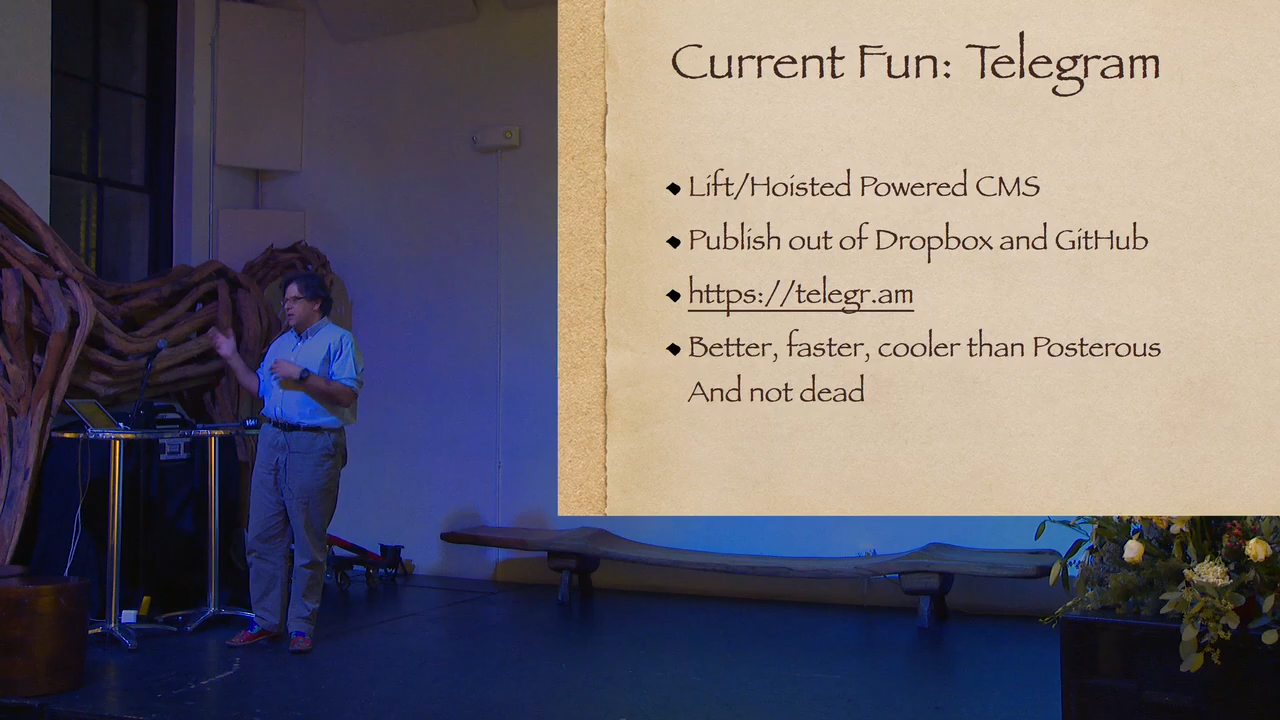 Current Fun: Telegram
Lift/Hoisted Powered CMS
Publish out of Dropbox and GitHub
https://telegr.am
Better, faster, cooler than Posterous
And not dead